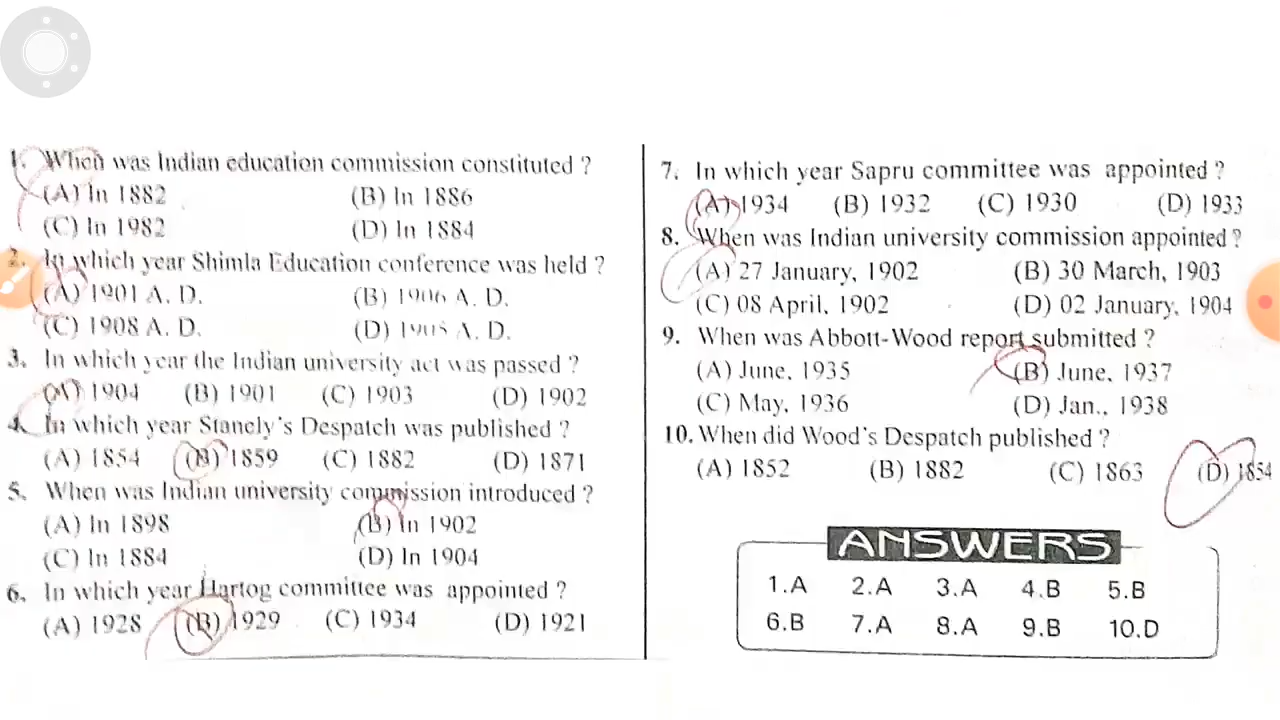 1. When was Indian education commission constituted ?
(A) In 1882 (B) In 1886
(C) In 1982 (D) In 1884
2. In which year Shimla Education conference was held ?
(A) 1901 A. D. (B) 1906 A. D.
(C) 1908 A. D. (D) 1905 A. D.
3. In which year the Indian university act was passed ?
(A) 1904 (B) 1901 (C) 1903 (D) 1902
4. In which year Stanely's Despatch was published ?
(A) 1854 (B) 1859 (C) 1882 (D) 1871
5. When was Indian university commission introduced ?
(A) In 1898 (B) In 1902
(C) In 1884 (D) In 1904
6. In which year Hartog committee was appointed ?
(A) 1928 (B) 1929 (C) 1934 (D) 1921
7. In which year Sapru committee was appointed ?
(A) 1934 (B) 1932 (C) 1930 (D) 1933
8. When was Indian university commission appointed ?
(A) 27 January, 1902 (B) 30 March, 1903
(C) 08 April, 1902 (D) 02 January, 1904
9. When was Abbott-Wood report submitted ?
(A) June, 1935 (B) June, 1937
(C) May, 1936 (D) Jan., 1938
10. When did Wood's Despatch published ?
(A) 1852 (B) 1882 (C) 1863 (D) 1854
ANSWERS
1.A 2.A 3.A 4.B 5.B
6.B 7.A 8.A 9.B 10.D